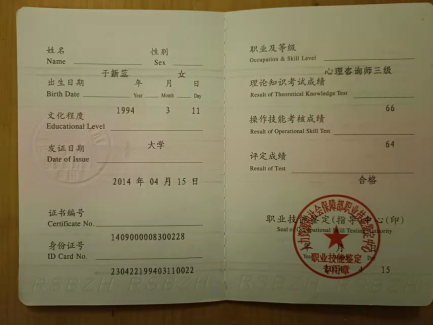 姓名 性别
Name Sex
于新蕊 女
出生日期 年 月 日
Birth Date Year Month Day
1994 3 11
文化程度
Educational Level
大学
发证日期
Date of Issue
2014 年 04 月 15 日
证书编号
Certificate No.
1409000008300228
身份证号
ID Card No.
230422199403110022
职业及等级
Occupation & Skill Level
心理咨询师三级
理论知识考试成绩
Result of Theoretical Knowledge Test
66
操作技能考核成绩
Result of Operational Skill Test
64
评定成绩
Result of Test
合格
职业技能鉴定(指导)中心(印)
Seal of Occupational Skill Testing Authority
职业技能鉴定
专用章
4 15